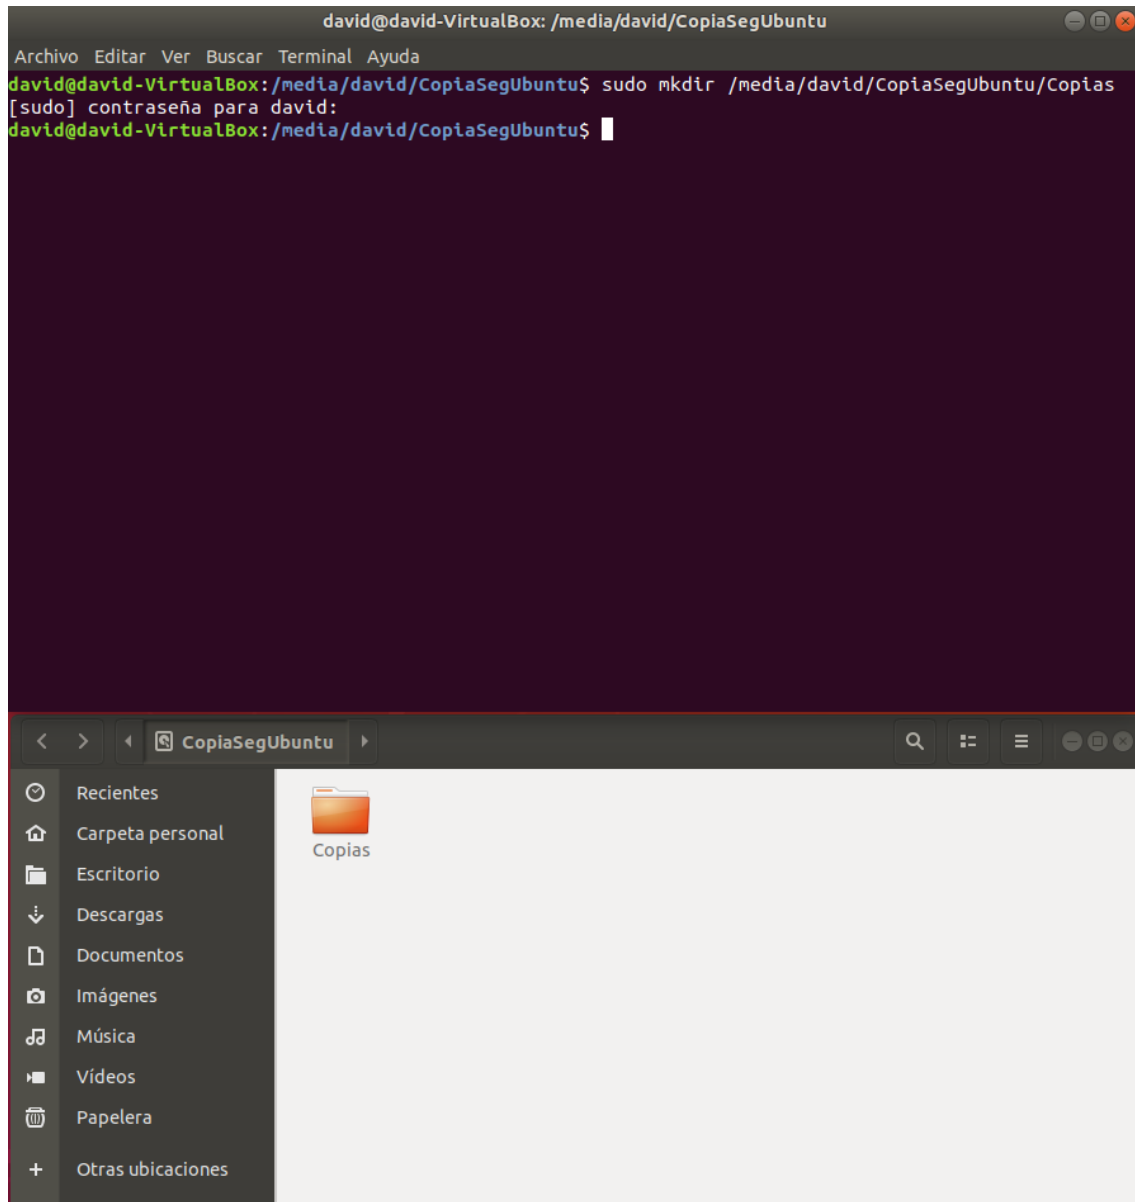 david@david-VirtualBox: /media/david/CopiaSegUbuntu
Archivo Editar Ver Buscar Terminal Ayuda
david@david-VirtualBox:/media/david/CopiaSegUbuntu$ sudo mkdir /media/david/CopiaSegUbuntu/Copias
[sudo] contraseña para david:
david@david-VirtualBox:/media/david/CopiaSegUbuntu$
CopiaSegUbuntu
Recientes
Carpeta personal
Escritorio
Descargas
Documentos
Imágenes
Música
Vídeos
Papelera
Otras ubicaciones
Copias